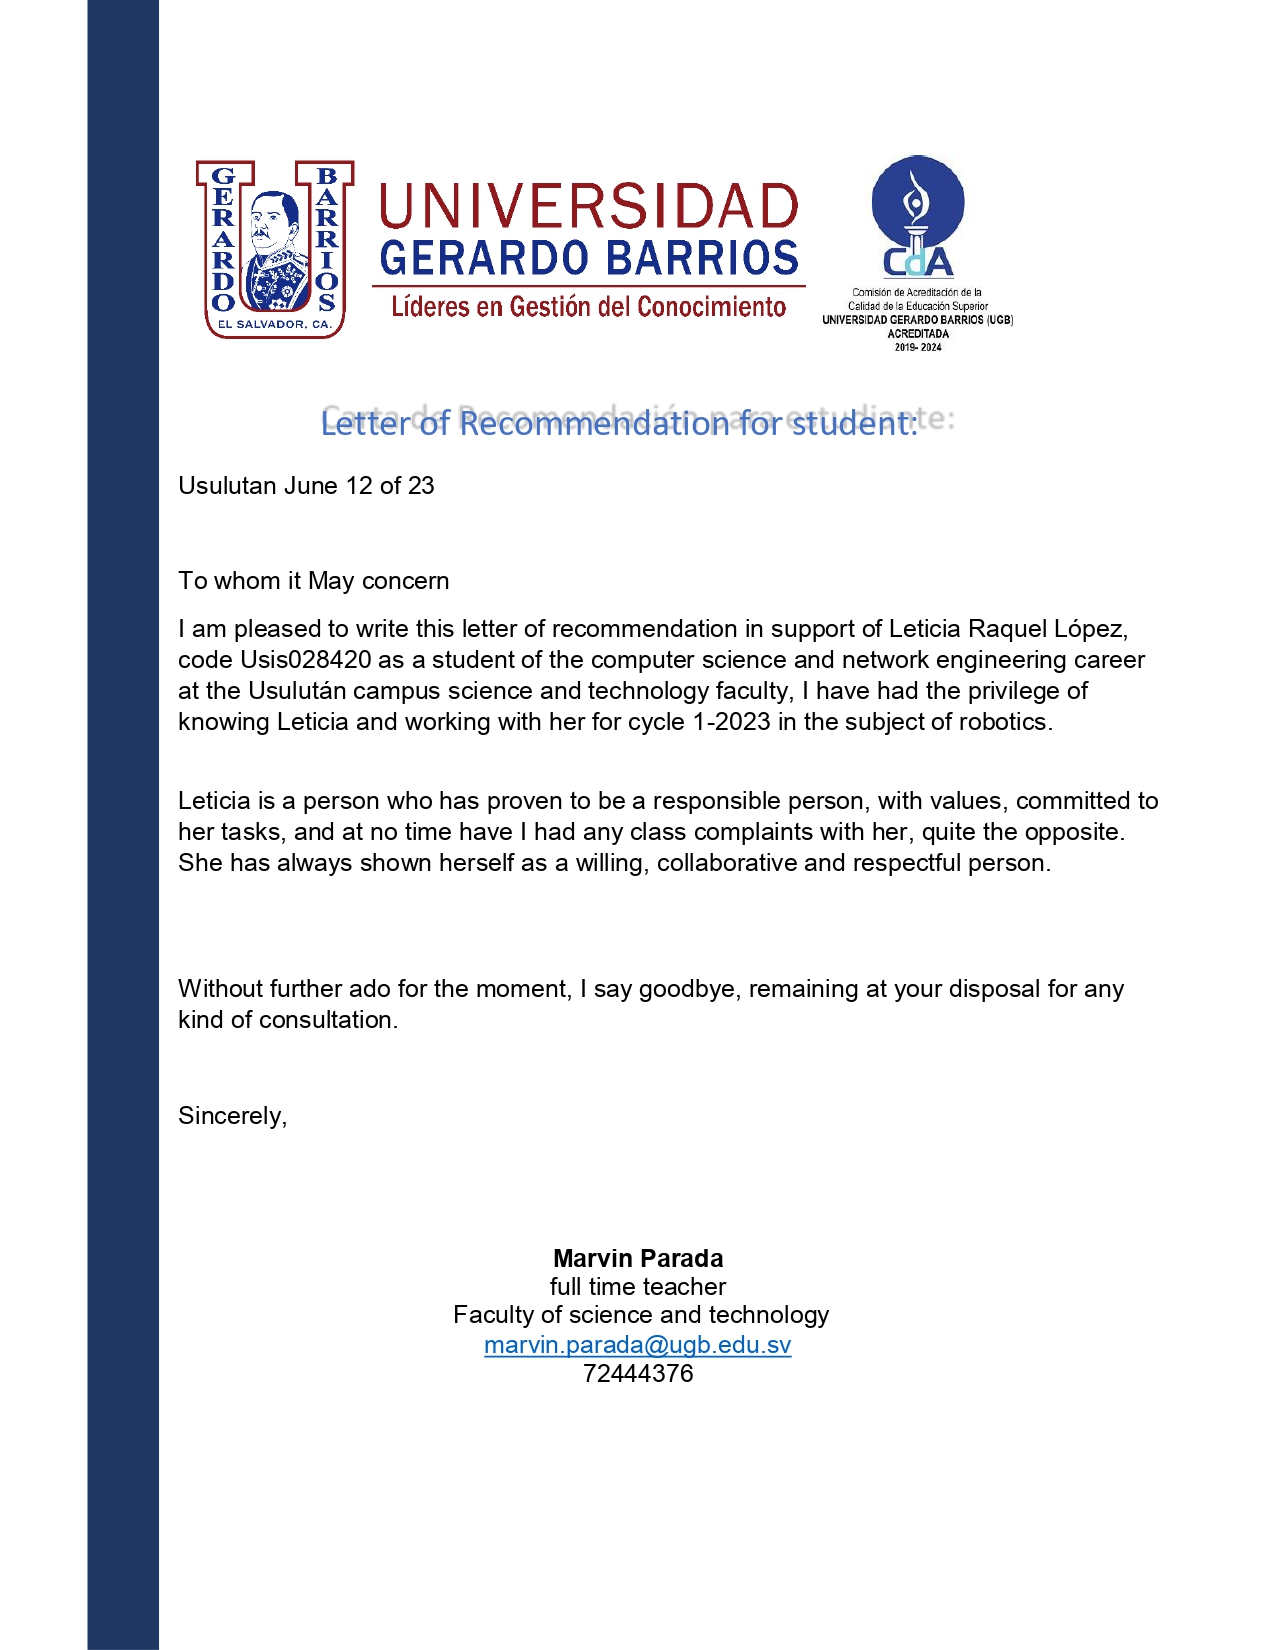 GERARDO
BARRIOS
EL SALVADOR, CA.
UNIVERSIDAD
GERARDO BARRIOS
Líderes en Gestión del Conocimiento
CdA
Comisión de Acreditación de la
Calidad de la Educación Superior
UNIVERSIDAD GERARDO BARRIOS (UGB)
ACREDITADA
2019- 2024
Carta de Recomendación para estudiante:
Letter of Recommendation for student:
Usulutan June 12 of 23
To whom it May concern
I am pleased to write this letter of recommendation in support of Leticia Raquel López,
code Usis028420 as a student of the computer science and network engineering career
at the Usulután campus science and technology faculty, I have had the privilege of
knowing Leticia and working with her for cycle 1-2023 in the subject of robotics.
Leticia is a person who has proven to be a responsible person, with values, committed to
her tasks, and at no time have I had any class complaints with her, quite the opposite.
She has always shown herself as a willing, collaborative and respectful person.
Without further ado for the moment, I say goodbye, remaining at your disposal for any
kind of consultation.
Sincerely,
Marvin Parada
full time teacher
Faculty of science and technology
marvin.parada@ugb.edu.sv
72444376